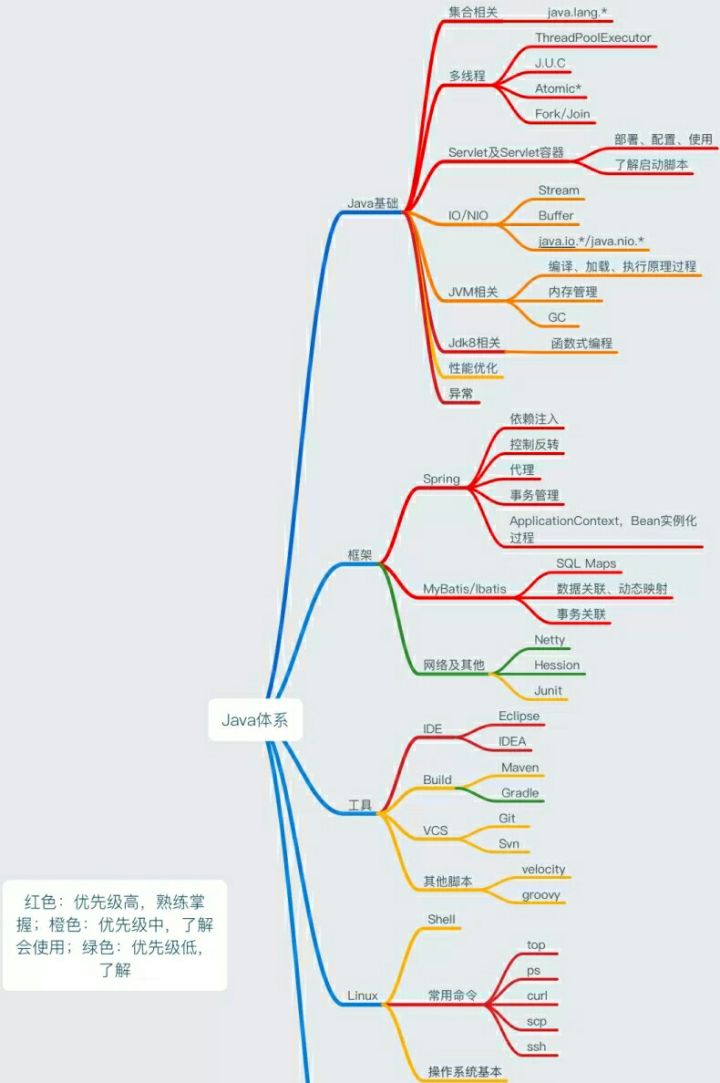 集合相关
java.lang.*
多线程
ThreadPoolExecutor
J.U.C
Atomic*
Fork/Join
Servlet及Servlet容器
部署、配置、使用
了解启动脚本
Java基础
IO/NIO
Stream
Buffer
java.io.*/java.nio.*
JVM相关
编译、加载、执行原理过程
内存管理
GC
Jdk8相关
函数式编程
性能优化
异常
框架
Spring
依赖注入
控制反转
代理
事务管理
ApplicationContext，Bean实例化
过程
MyBatis/Ibatis
SQL Maps
数据关联、动态映射
事务关联
网络及其他
Netty
Hession
Junit
Java体系
工具
IDE
Eclipse
IDEA
Build
Maven
Gradle
VCS
Git
Svn
其他脚本
velocity
groovy
红色：优先级高，熟练掌
握；橙色：优先级中，了解
会使用；绿色：优先级低，
了解
Linux
Shell
常用命令
top
ps
curl
scp
ssh
操作系统基本